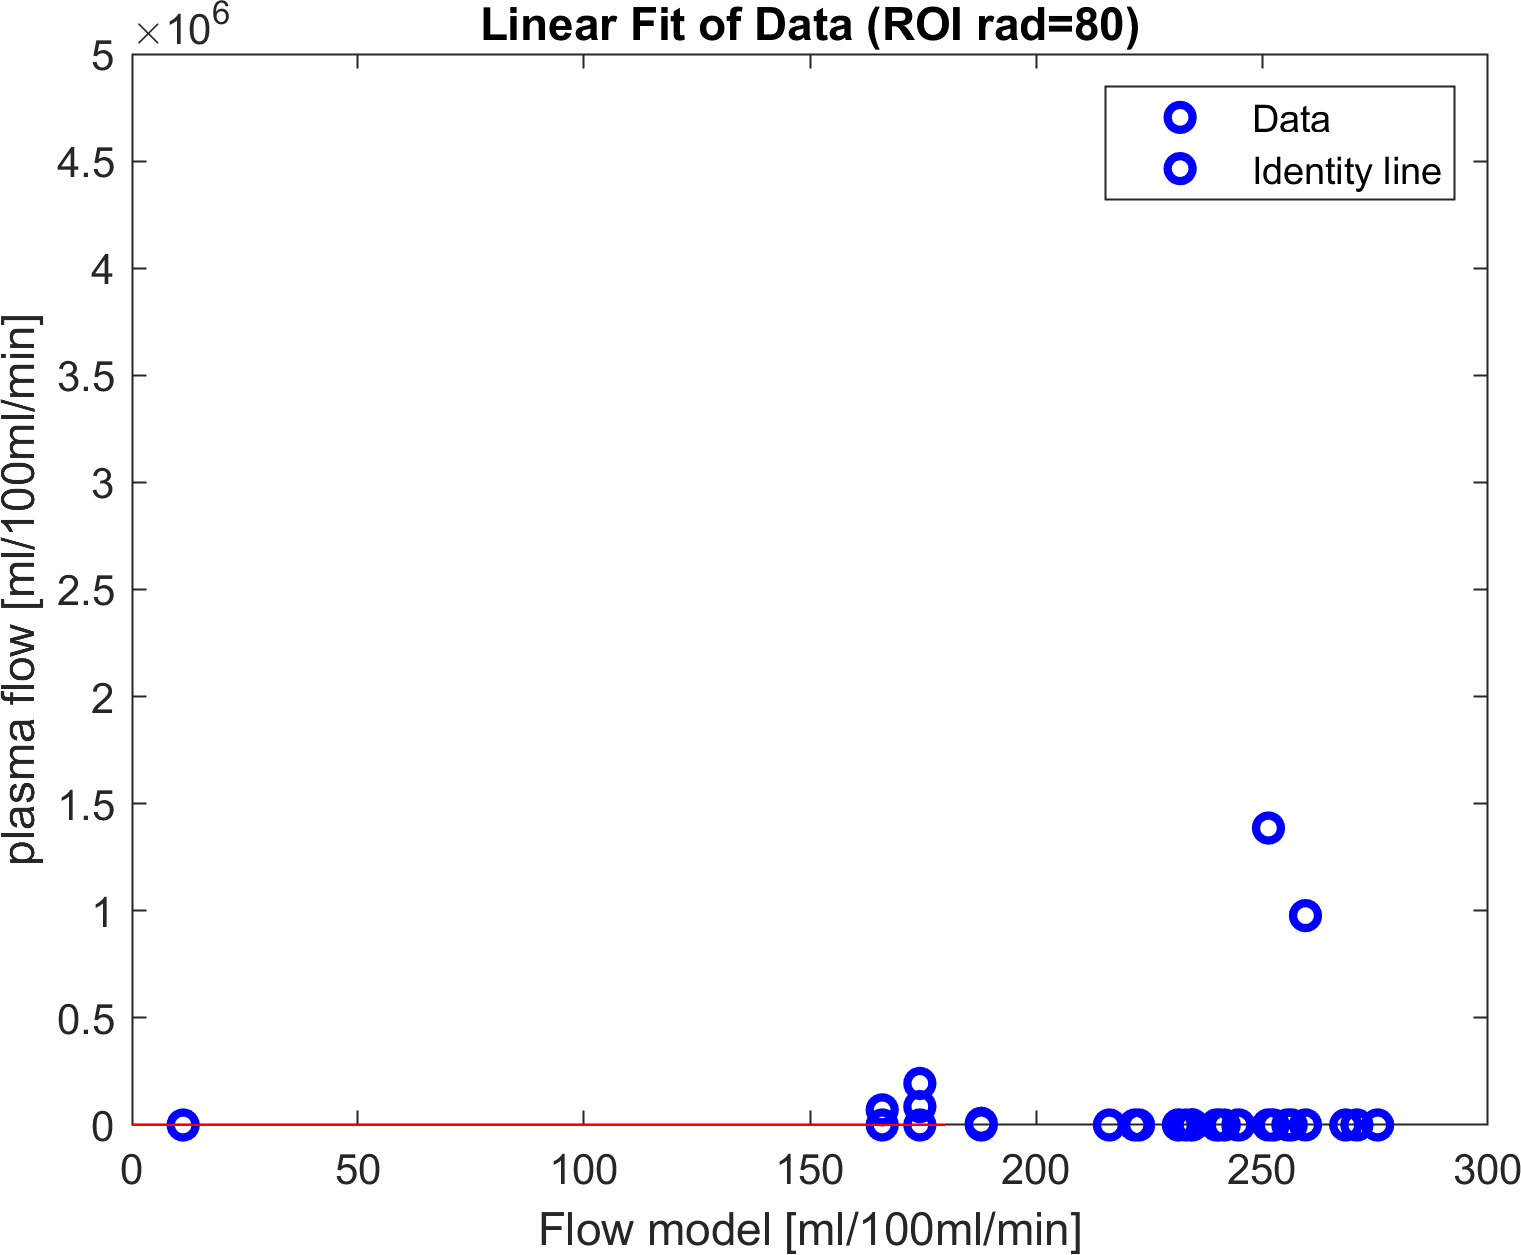 Linear Fit of Data (ROI rad=80)
×10⁶
5
4.5
4
3.5
3
2.5
2
1.5
1
0.5
0
plasma flow [ml/100ml/min]
Data
Identity line
0 50 100 150 200 250 300
Flow model [ml/100ml/min]